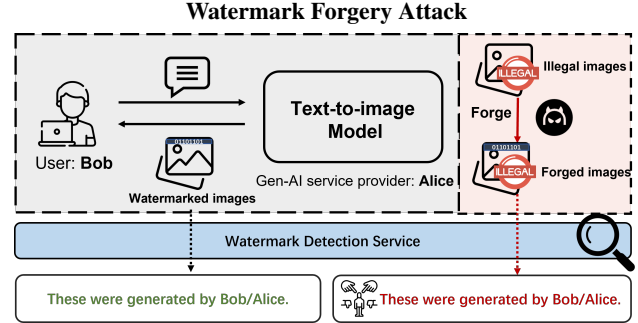 Watermark Forgery Attack
Text-to-image
Model
User: Bob
01101101
Watermarked images
Gen-AI service provider: Alice
ILLEGAL
Illegal images
Forge
01101101
ILLEGAL
Forged images
Watermark Detection Service
These were generated by Bob/Alice.
These were generated by Bob/Alice.